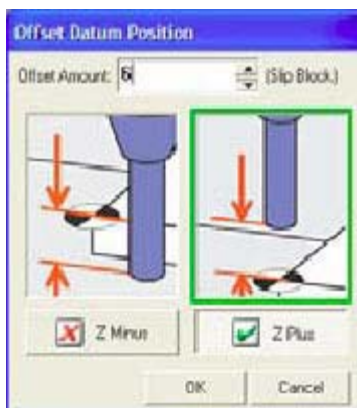 Offset Datum Position
Offset Amount: 6 (Slip Block.)
Z Minus Z Plus
OK Cancel